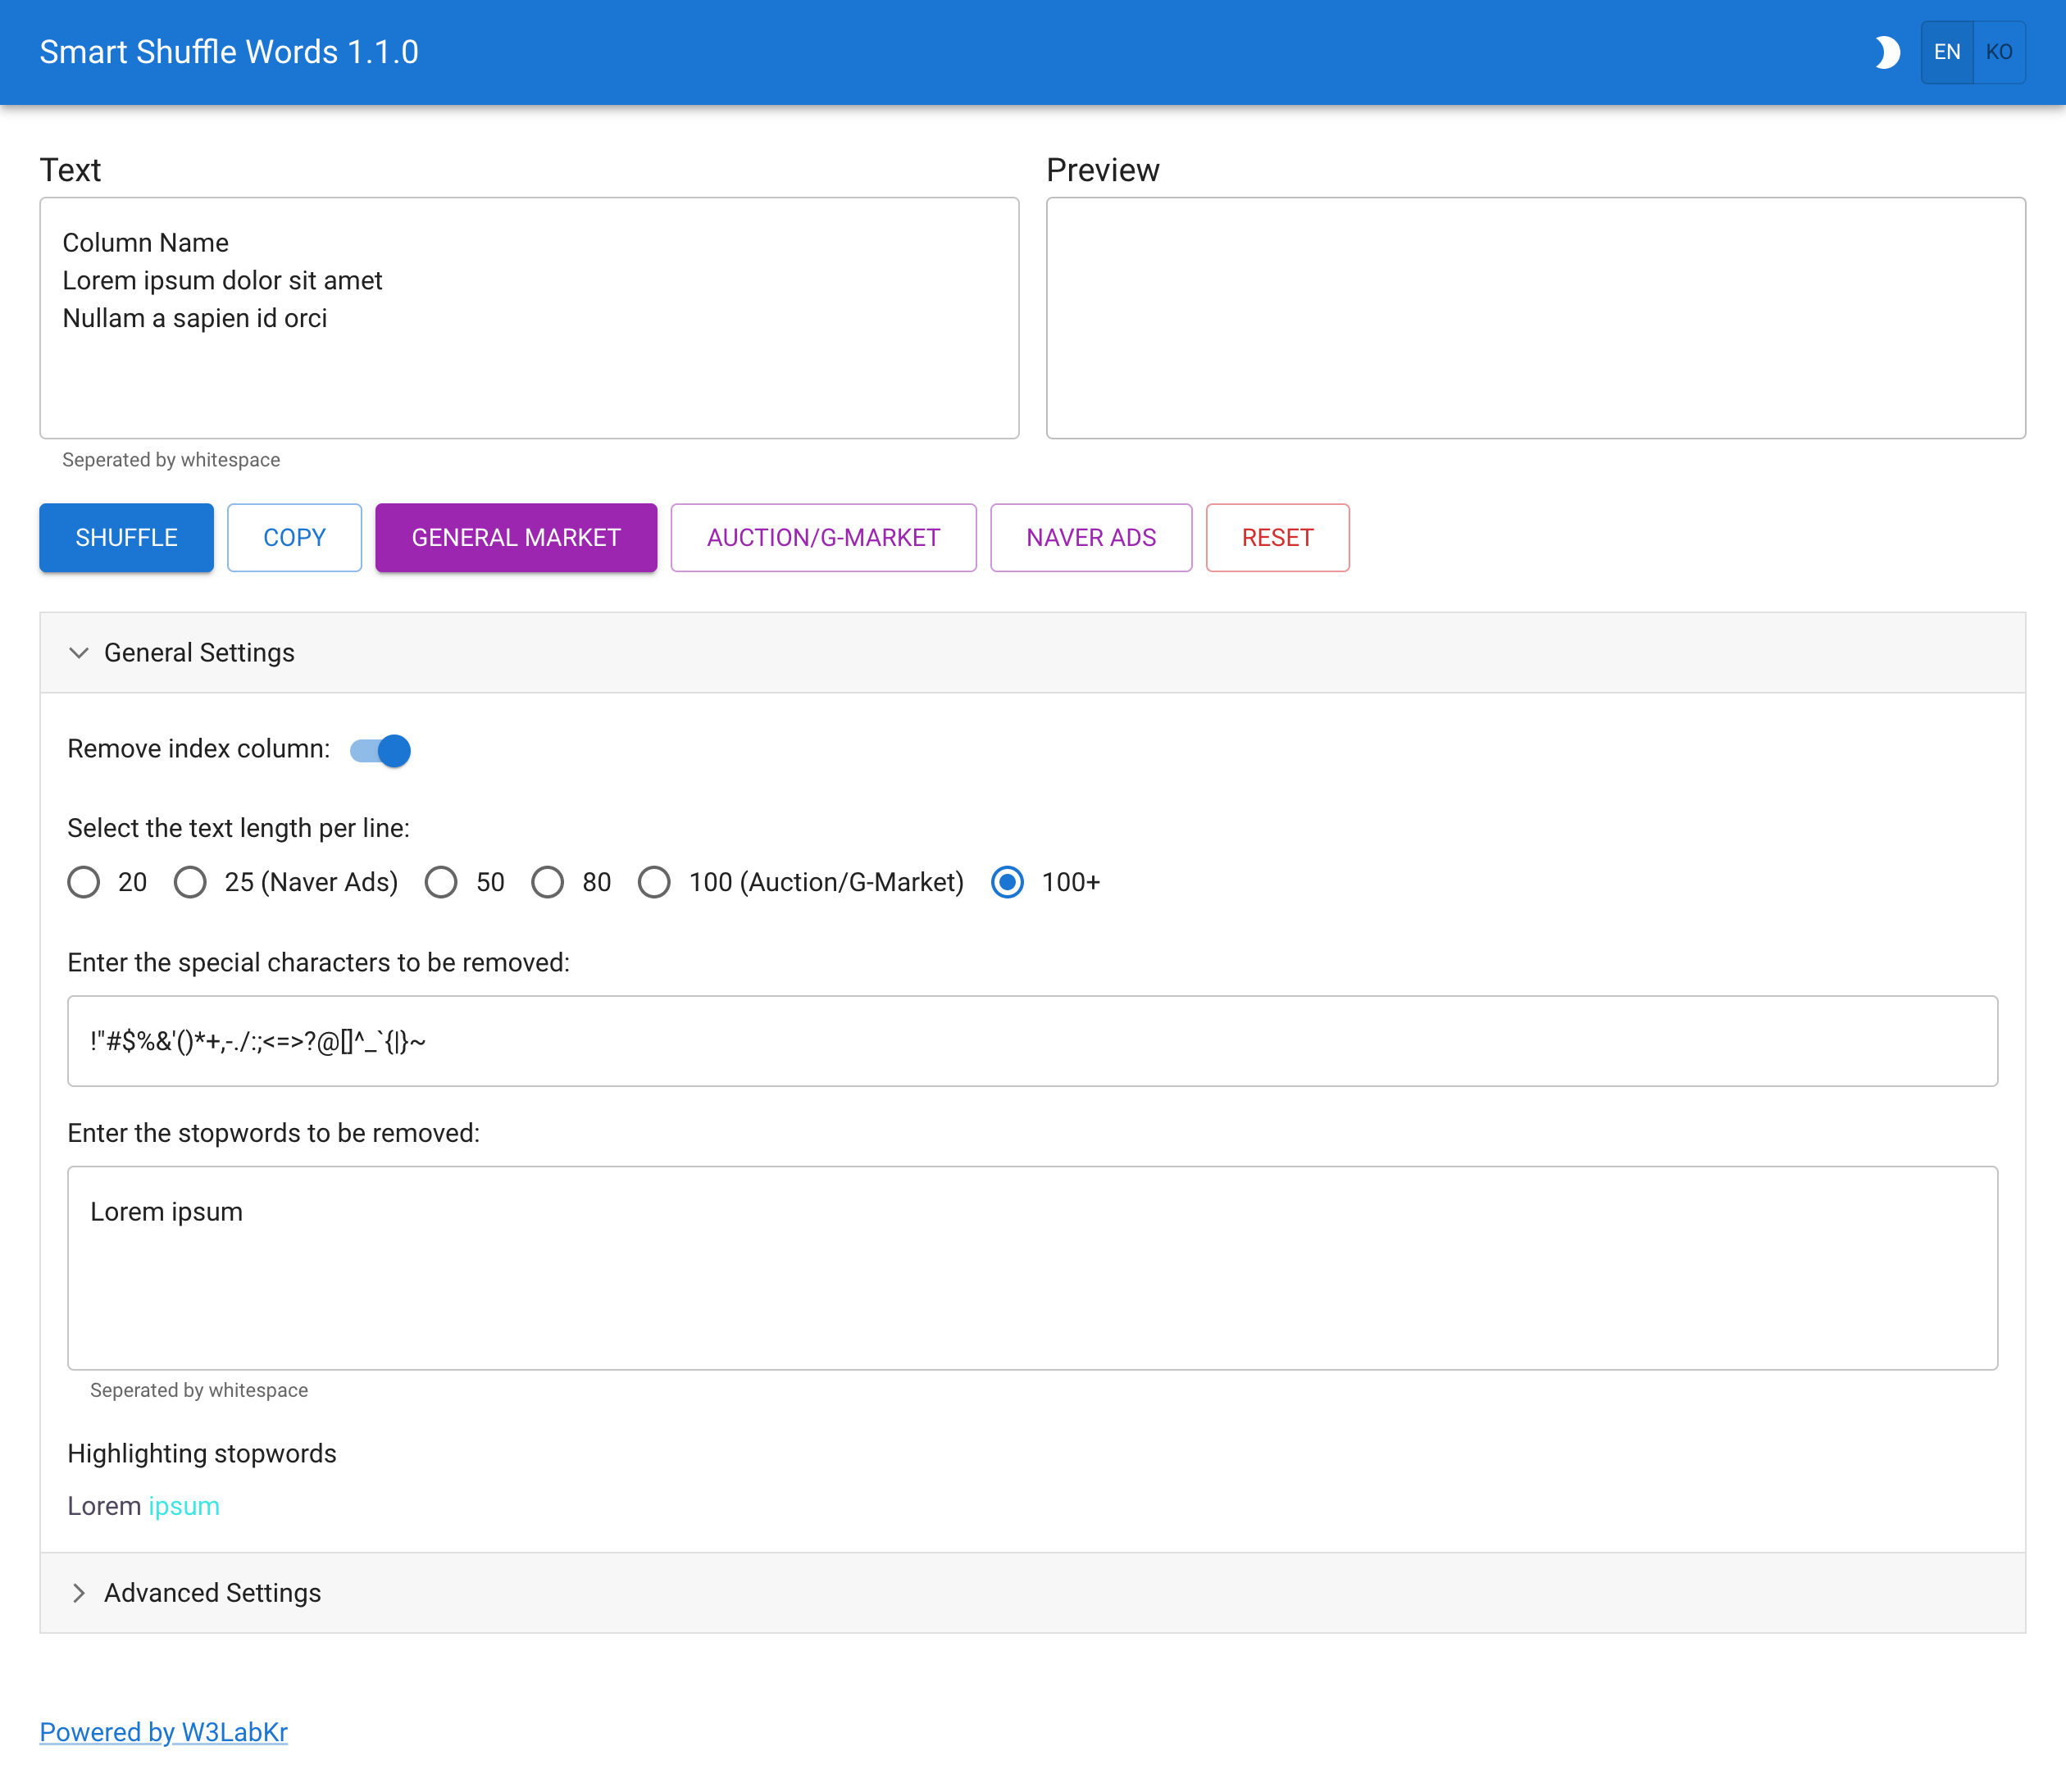 Smart Shuffle Words 1.1.0
EN KO
Text
Column Name
Lorem ipsum dolor sit amet
Nullam a sapien id orci
Seperated by whitespace
Preview
SHUFFLE COPY GENERAL MARKET AUCTION/G-MARKET NAVER ADS RESET
General Settings
Remove index column:
Select the text length per line:
20 25 (Naver Ads) 50 80 100 (Auction/G-Market) 100+
Enter the special characters to be removed:
!"#$%&'()*+,-./:;<=>?@[]^_`{|}~
Enter the stopwords to be removed:
Lorem ipsum
Seperated by whitespace
Highlighting stopwords
Lorem ipsum
Advanced Settings
Powered by W3LabKr